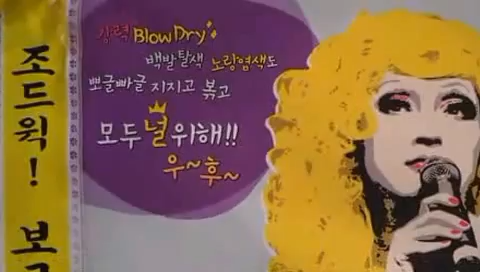 조드윅! 보
강력 Blow Dry
백발 탈색 노랑염색도
뽀글빠글 지지고 볶고
모두 널 위해!!
우~후~